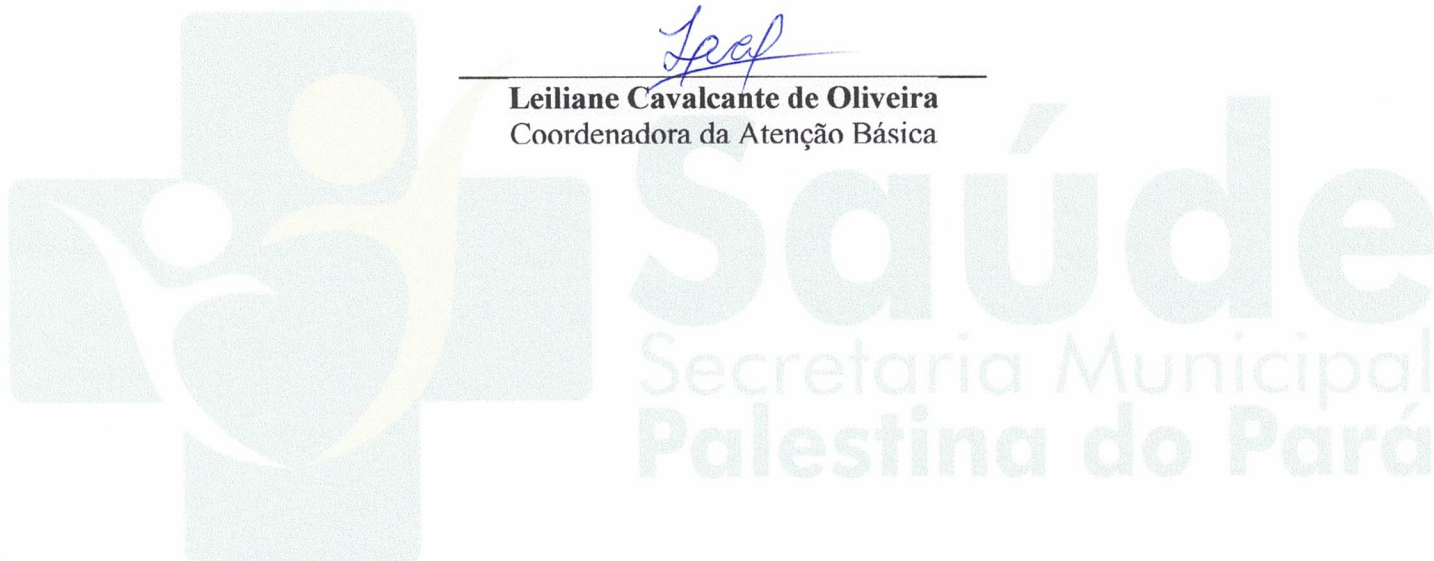 Leiliane Cavalcante de Oliveira
Coordenadora da Atenção Básica
Saúde
Secretaria Municipal
Palestina do Pará